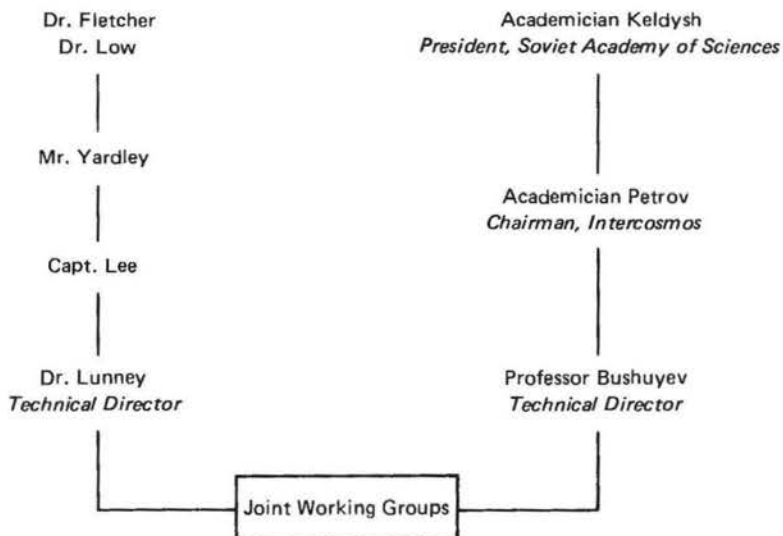 Dr. Fletcher
Dr. Low
Mr. Yardley
Capt. Lee
Dr. Lunney
Technical Director
Academician Keldysh
President, Soviet Academy of Sciences
Academician Petrov
Chairman, Intercosmos
Professor Bushuyev
Technical Director
Joint Working Groups